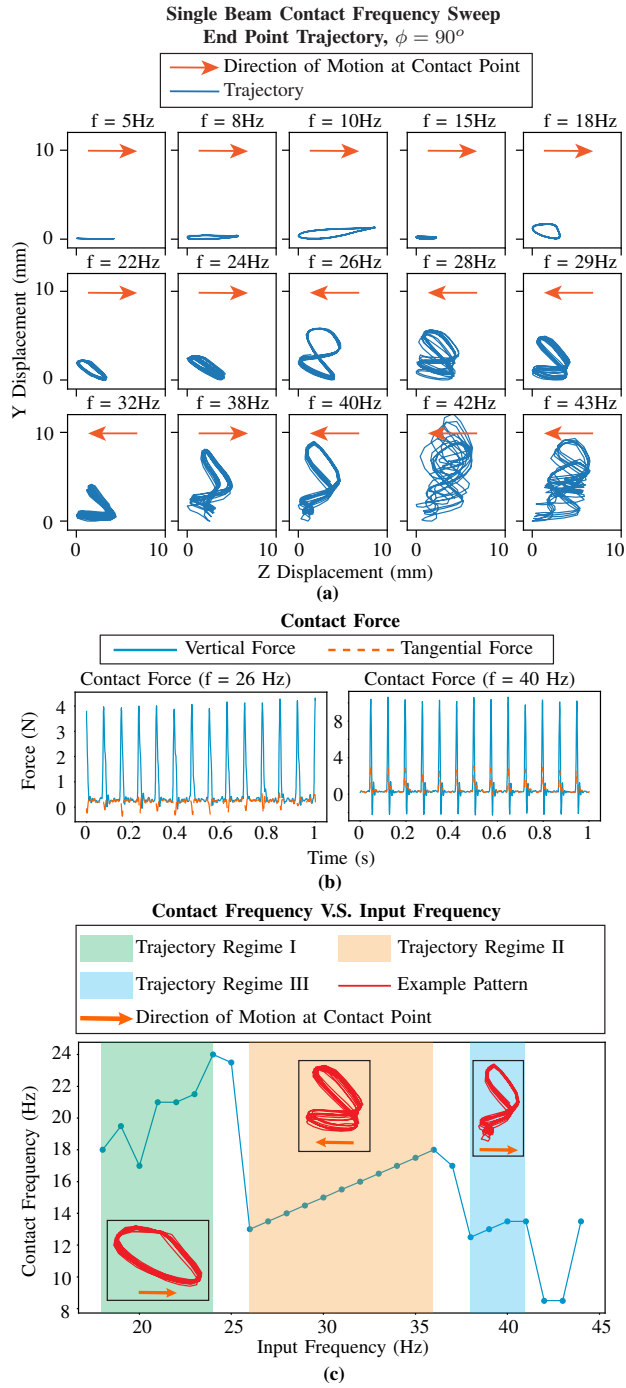 Single Beam Contact Frequency Sweep
End Point Trajectory, ϕ = 90°
Direction of Motion at Contact Point
Trajectory
f = 5Hz f = 8Hz f = 10Hz f = 15Hz f = 18Hz
10
0
f = 22Hz f = 24Hz f = 26Hz f = 28Hz f = 29Hz
10
0
f = 32Hz f = 38Hz f = 40Hz f = 42Hz f = 43Hz
10
0
0 10 0 10 0 10 0 10 0 10
Y Displacement (mm)
Z Displacement (mm)
(a)
Contact Force
Vertical Force Tangential Force
Contact Force (f = 26 Hz) Contact Force (f = 40 Hz)
Force (N)
4
3
2
1
0
8
4
0
0 0.2 0.4 0.6 0.8 1 0 0.2 0.4 0.6 0.8 1
Time (s)
(b)
Contact Frequency V.S. Input Frequency
Trajectory Regime I Trajectory Regime II
Trajectory Regime III Example Pattern
Direction of Motion at Contact Point
Contact Frequency (Hz)
24
22
20
18
16
14
12
10
8
20 25 30 35 40 45
Input Frequency (Hz)
(c)